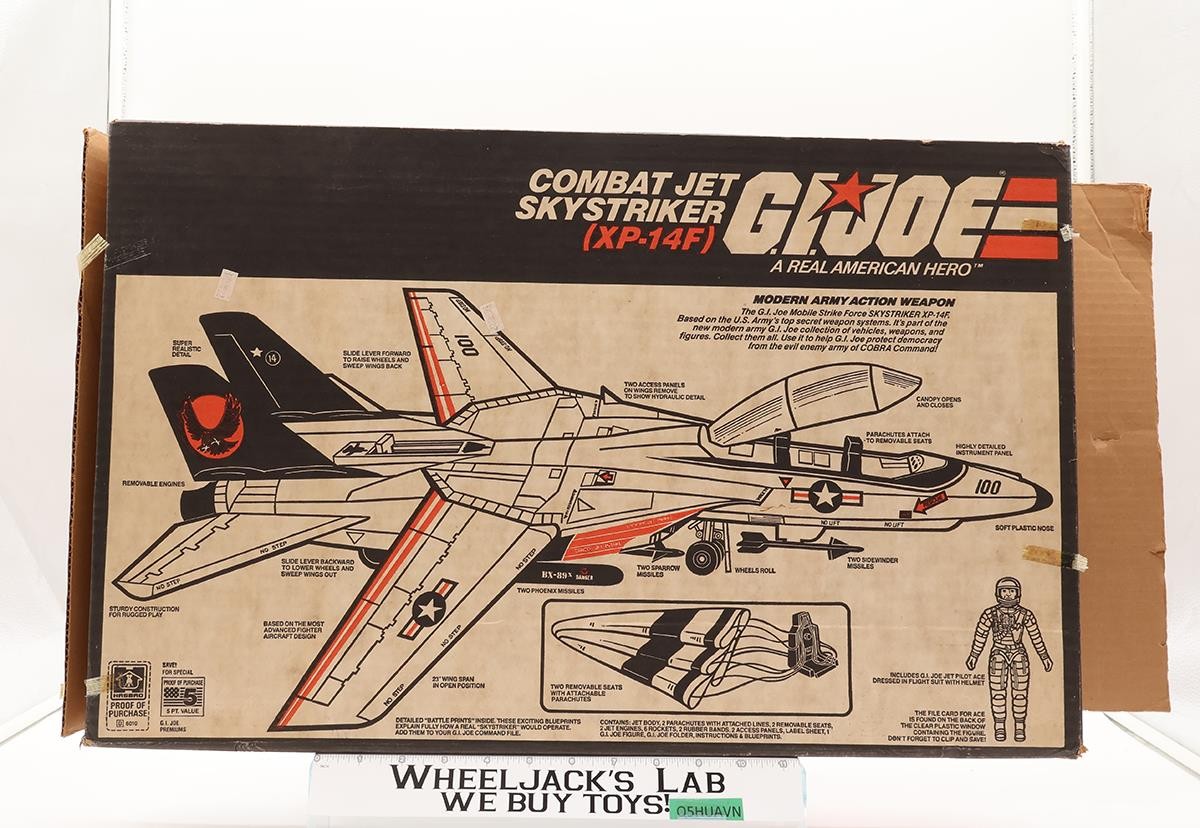 COMBAT JET
SKYSTRIKER
(XP-14F)
G.I. JOE
®
A REAL AMERICAN HERO™
MODERN ARMY ACTION WEAPON
The G.I. Joe Mobile Strike Force SKYSTRIKER XP-14F.
Based on the U.S. Army's top secret weapon systems. It's part of the
new modern army G.I. Joe collection of vehicles, weapons, and
figures. Collect them all. Use it to help G.I. Joe protect democracy
from the evil enemy army of COBRA Command!
SUPER
REALISTIC
DETAIL
14
SLIDE LEVER FORWARD
TO RAISE WHEELS AND
SWEEP WINGS BACK
100
NO STEP
TWO ACCESS PANELS
ON WINGS REMOVE
TO SHOW HYDRAULIC DETAIL
CANOPY OPENS
AND CLOSES
PARACHUTES ATTACH
TO REMOVABLE SEATS
HIGHLY DETAILED
INSTRUMENT PANEL
100
REMOVABLE ENGINES
SOFT PLASTIC NOSE
NO LIFT
NO LIFT
NO STEP
NO STEP
SLIDE LEVER BACKWARD
TO LOWER WHEELS AND
SWEEP WINGS OUT
NO STEP
BX-89x DANGER
TWO SPARROW
MISSILES
WHEELS ROLL
TWO SIDEWINDER
MISSILES
TWO PHOENIX MISSILES
STURDY CONSTRUCTION
FOR RUGGED PLAY
BASED ON THE MOST
ADVANCED FIGHTER
AIRCRAFT DESIGN
NO STEP
23" WING SPAN
IN OPEN POSITION
NO STEP
TWO REMOVABLE SEATS
WITH ATTACHABLE
PARACHUTES
INCLUDES G.I. JOE JET PILOT ACE
DRESSED IN FLIGHT SUIT WITH HELMET
THE FILE CARD FOR ACE
IS FOUND ON THE BACK OF
THE CLEAR PLASTIC WINDOW
CONTAINING THE FIGURE.
DON'T FORGET TO CLIP AND SAVE!
HASBRO
PROOF OF
PURCHASE
6010
SAVE!
FOR SPECIAL
PROOF OF PURCHASE
5
5 PT. VALUE
G.I. JOE
PREMIUMS
DETAILED "BATTLE PRINTS" INSIDE. THESE EXCITING BLUEPRINTS
EXPLAIN FULLY HOW A REAL "SKYSTRIKER" WOULD OPERATE.
ADD THEM TO YOUR G.I. JOE COMMAND FILE.
CONTAINS: JET BODY, 2 PARACHUTES WITH ATTACHED LINES, 2 REMOVABLE SEATS,
2 JET ENGINES, 6 ROCKETS, 2 RUBBER BANDS, 2 ACCESS PANELS, LABEL SHEET, 1
G.I. JOE FIGURE, G.I. JOE FOLDER, INSTRUCTIONS & BLUEPRINTS.
WHEELJACK'S LAB
WE BUY TOYS!
O5HUAVN